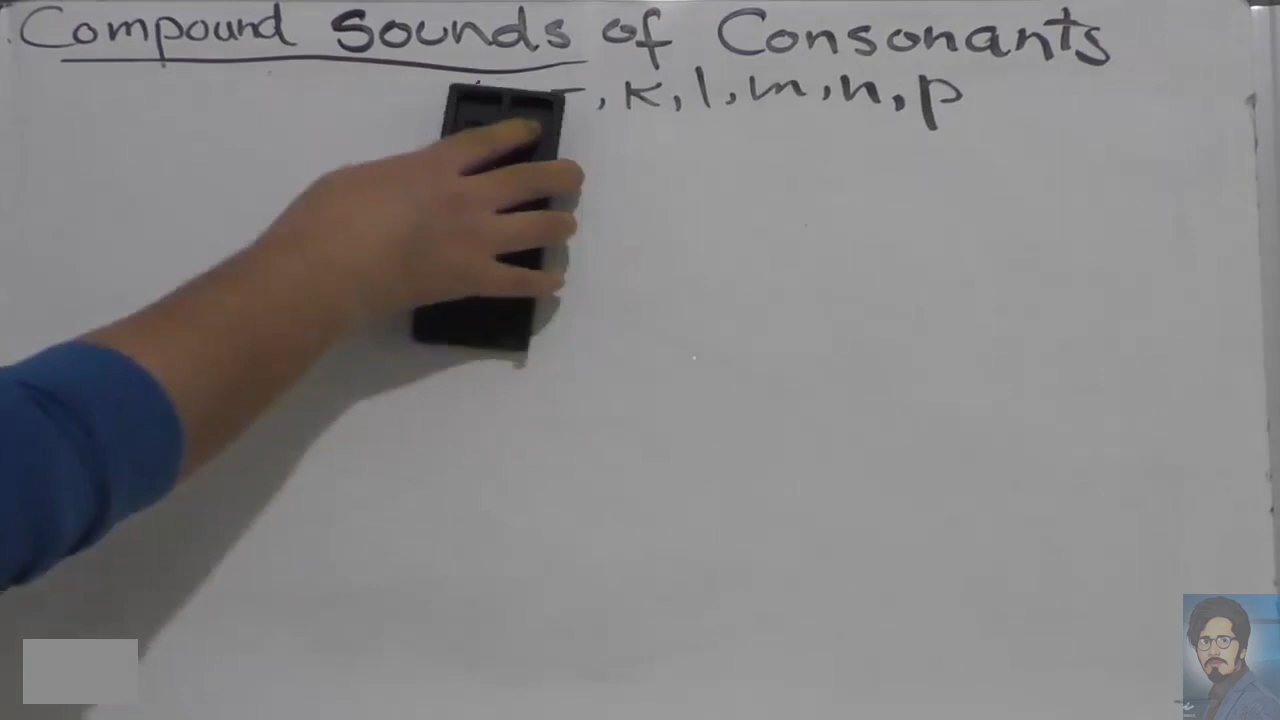 Compound Sounds of Consonants
, k, l, m, n, p